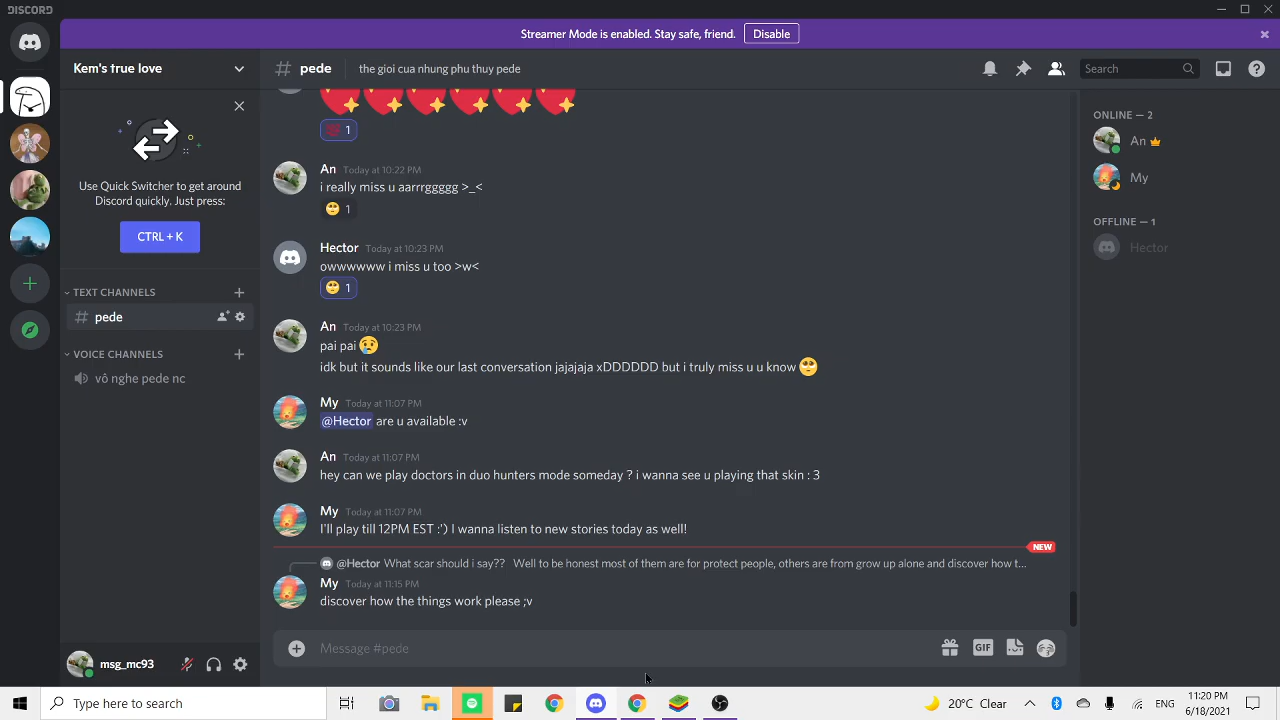 DISCORD
Streamer Mode is enabled. Stay safe, friend. Disable
Kem's true love
pede the gioi cua nhung phu thuy pede
Search
Use Quick Switcher to get around
Discord quickly. Just press:
CTRL + K
TEXT CHANNELS
# pede
VOICE CHANNELS
vô nghe pede nc
msg_mc93
1
An Today at 10:22 PM
i really miss u aarrrggggg >_<
1
Hector Today at 10:23 PM
owwwwww i miss u too >w<
1
An Today at 10:23 PM
pai pai 😢
idk but it sounds like our last conversation jajajaja xDDDDDD but i truly miss u u know 🥺
My Today at 11:07 PM
@Hector are u available :v
An Today at 11:07 PM
hey can we play doctors in duo hunters mode someday ? i wanna see u playing that skin : 3
My Today at 11:07 PM
I'll play till 12PM EST :') I wanna listen to new stories today as well!
NEW
@Hector What scar should i say?? Well to be honest most of them are for protect people, others are from grow up alone and discover how t...
My Today at 11:15 PM
discover how the things work please ;v
Message #pede
GIF
ONLINE — 2
An
My
OFFLINE — 1
Hector
Type here to search
20°C Clear
ENG
11:20 PM
6/18/2021